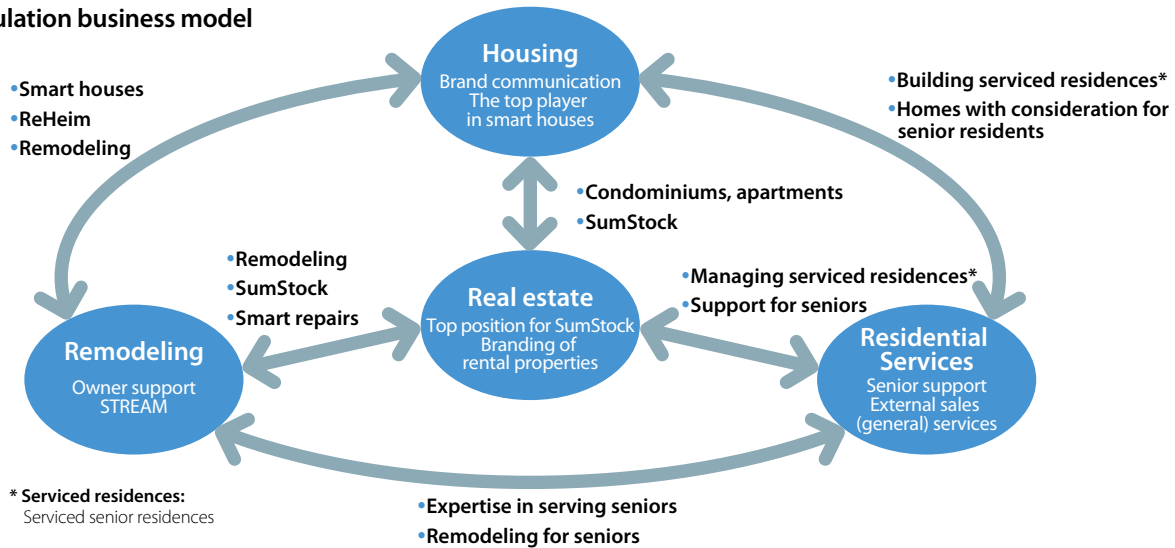 business model
Housing
Brand communication
The top player
in smart houses
•Smart houses
•ReHeim
•Remodeling
•Building serviced residences*
•Homes with consideration for
senior residents
•Condominiums, apartments
•SumStock
•Remodeling
•SumStock
•Smart repairs
Real estate
Top position for SumStock
Branding of
rental properties
•Managing serviced residences*
•Support for seniors
Remodeling
Owner support
STREAM
Residential
Services
Senior support
External sales
(general) services
* Serviced residences:
Serviced senior residences
•Expertise in serving seniors
•Remodeling for seniors